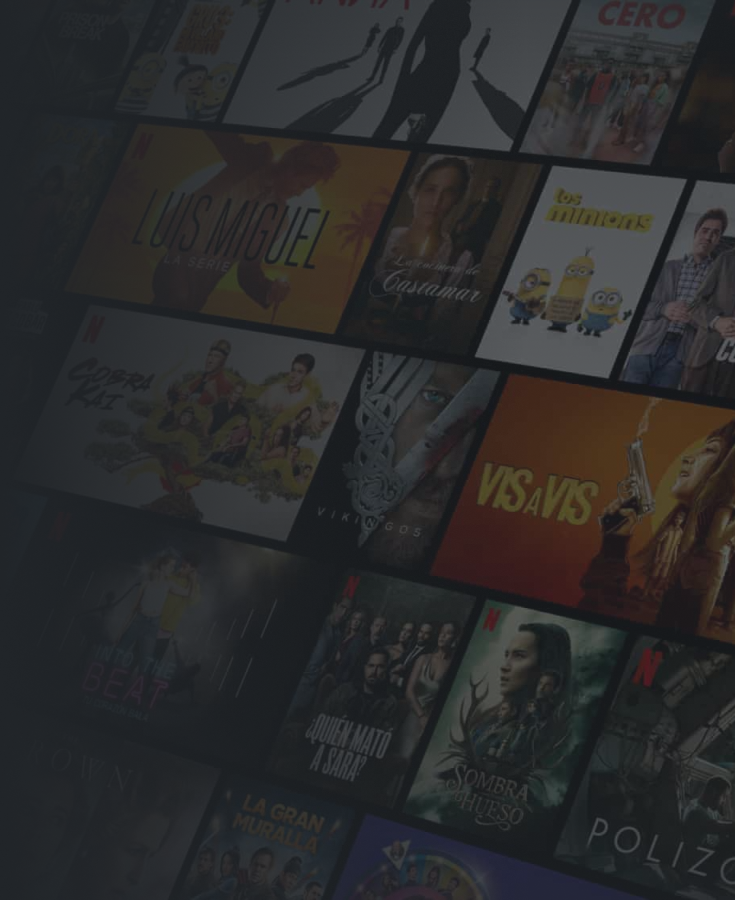 CERO
LUIS MIGUEL
LA SERIE
La cocinera de
Castamar
los
minions
COBRA
KAI
VIKINGOS
VIS A VIS
BEAT
¿QUIÉN MATÓ
A SARA?
SOMBRA
Y HUESO
POLIZO
LA GRAN
MURALLA